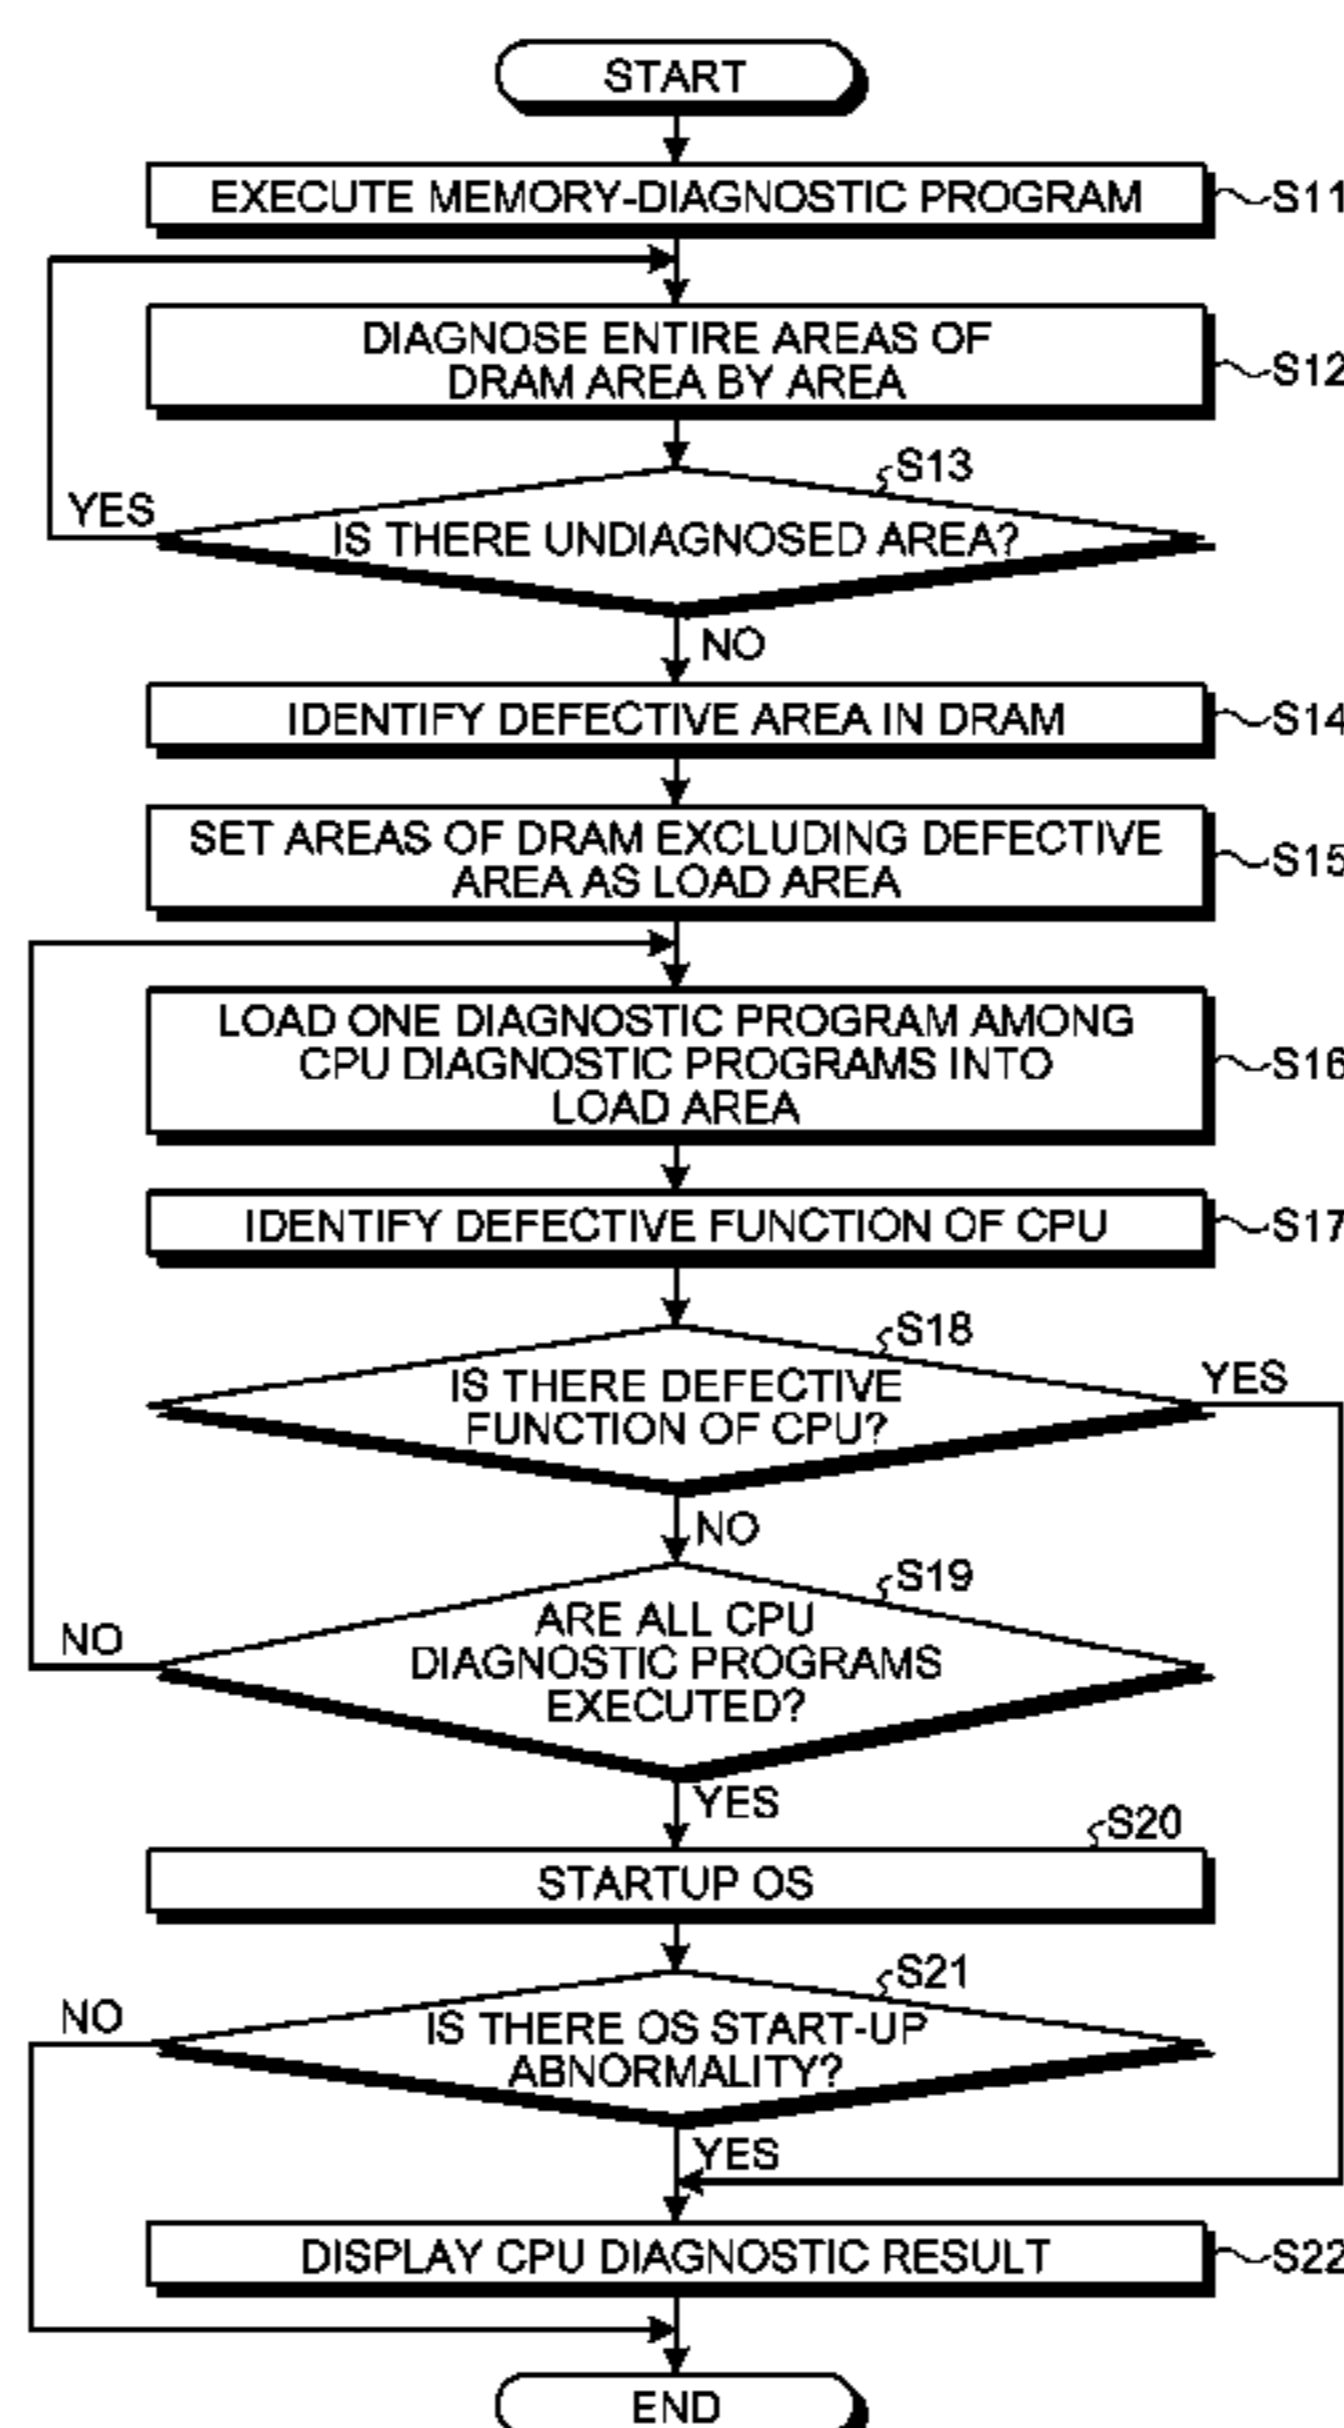 START
EXECUTE MEMORY-DIAGNOSTIC PROGRAM
S11
DIAGNOSE ENTIRE AREAS OF
DRAM AREA BY AREA
S12
S13
YES
IS THERE UNDIAGNOSED AREA?
NO
IDENTIFY DEFECTIVE AREA IN DRAM
S14
SET AREAS OF DRAM EXCLUDING DEFECTIVE
AREA AS LOAD AREA
S15
LOAD ONE DIAGNOSTIC PROGRAM AMONG
CPU DIAGNOSTIC PROGRAMS INTO
LOAD AREA
S16
IDENTIFY DEFECTIVE FUNCTION OF CPU
S17
S18
IS THERE DEFECTIVE
FUNCTION OF CPU?
YES
NO
S19
ARE ALL CPU
DIAGNOSTIC PROGRAMS
EXECUTED?
NO
YES
S20
STARTUP OS
S21
NO
IS THERE OS START-UP
ABNORMALITY?
YES
DISPLAY CPU DIAGNOSTIC RESULT
S22
END